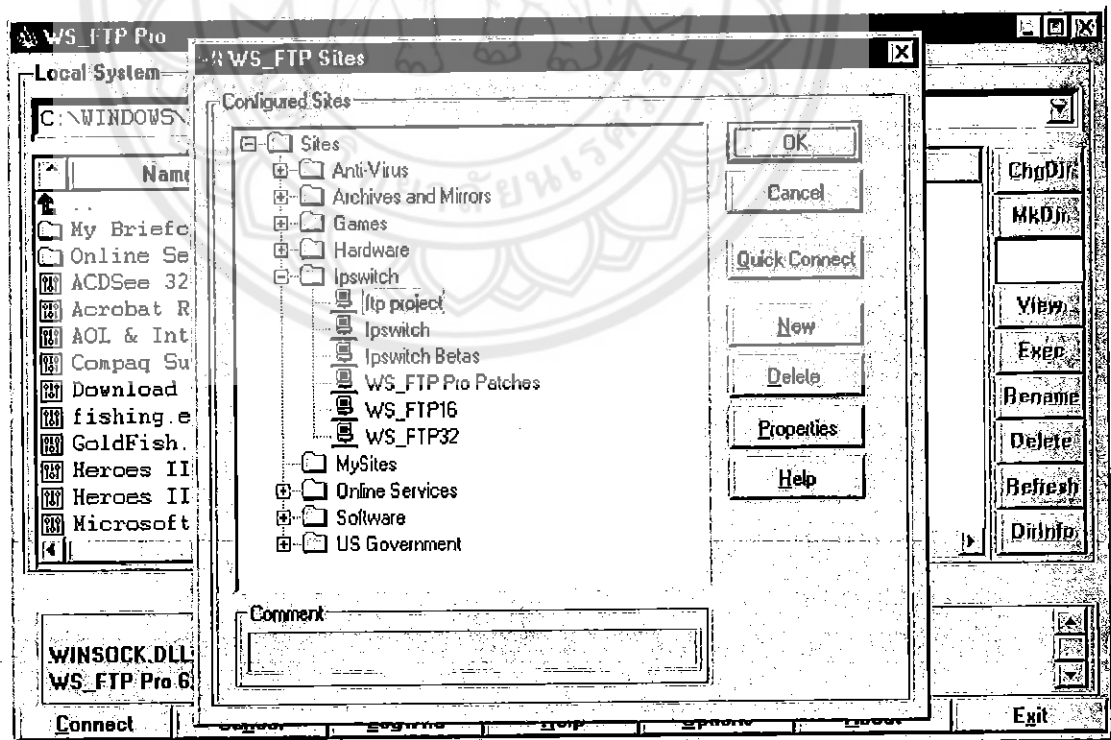 WS_FTP Pro
WS_FTP Sites
Local System
C:\WINDOWS\
Name
..
My Briefc
Online Se
ACDSee 32
Acrobat R
AOL & Int
Compaq Su
Download
fishing.e
GoldFish.
Heroes II
Heroes II
Microsoft
Configured Sites
Sites
Anti-Virus
Archives and Mirrors
Games
Hardware
Ipswitch
ftp project
Ipswitch
Ipswitch Betas
WS_FTP Pro Patches
WS_FTP16
WS_FTP32
MySites
Online Services
Software
US Government
OK
Cancel
Quick Connect
New
Delete
Properties
Help
Comment
ChgDir
MkDir
View
Exec
Rename
Delete
Refresh
DirInfo
WINSOCK.DLL
WS_FTP Pro 6
Connect
Help
Options
About
Exit